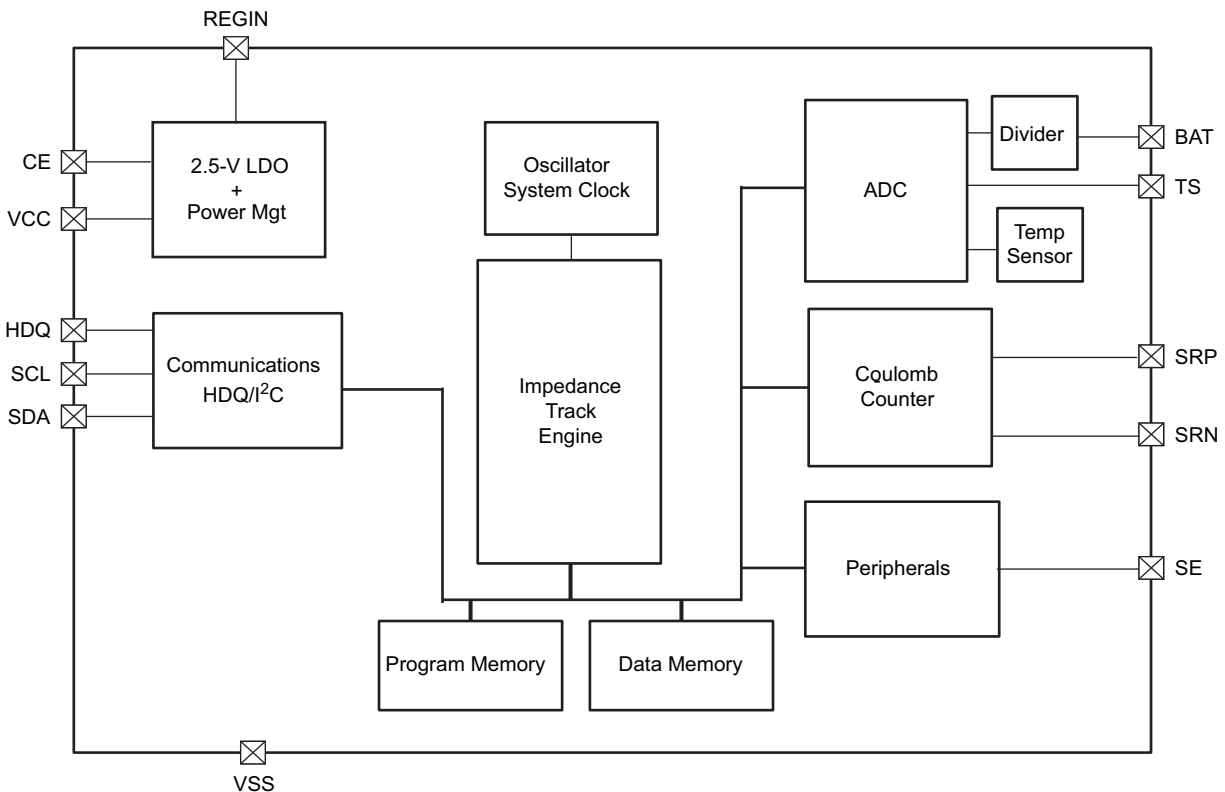 REGIN
CE
VCC
2.5-V LDO
+
Power Mgt
Oscillator
System Clock
ADC
Divider
BAT
TS
Temp
Sensor
HDQ
SCL
SDA
Communications
HDQ/I²C
Impedance
Track
Engine
Coulomb
Counter
SRP
SRN
Peripherals
SE
Program Memory
Data Memory
VSS